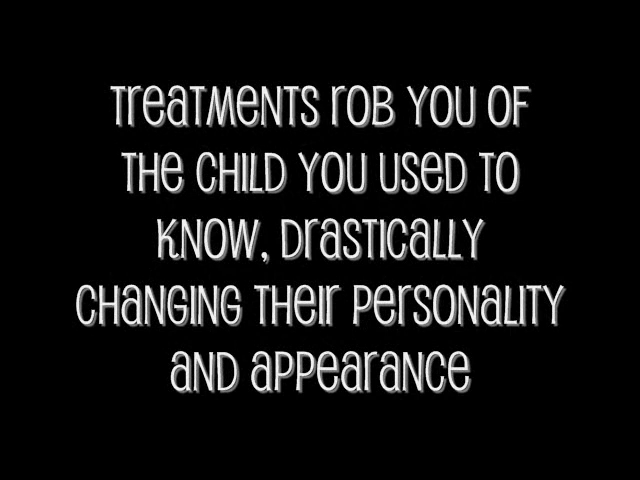 Treatments rob you of
the child you used to
know, drastically
changing their personality
and appearance